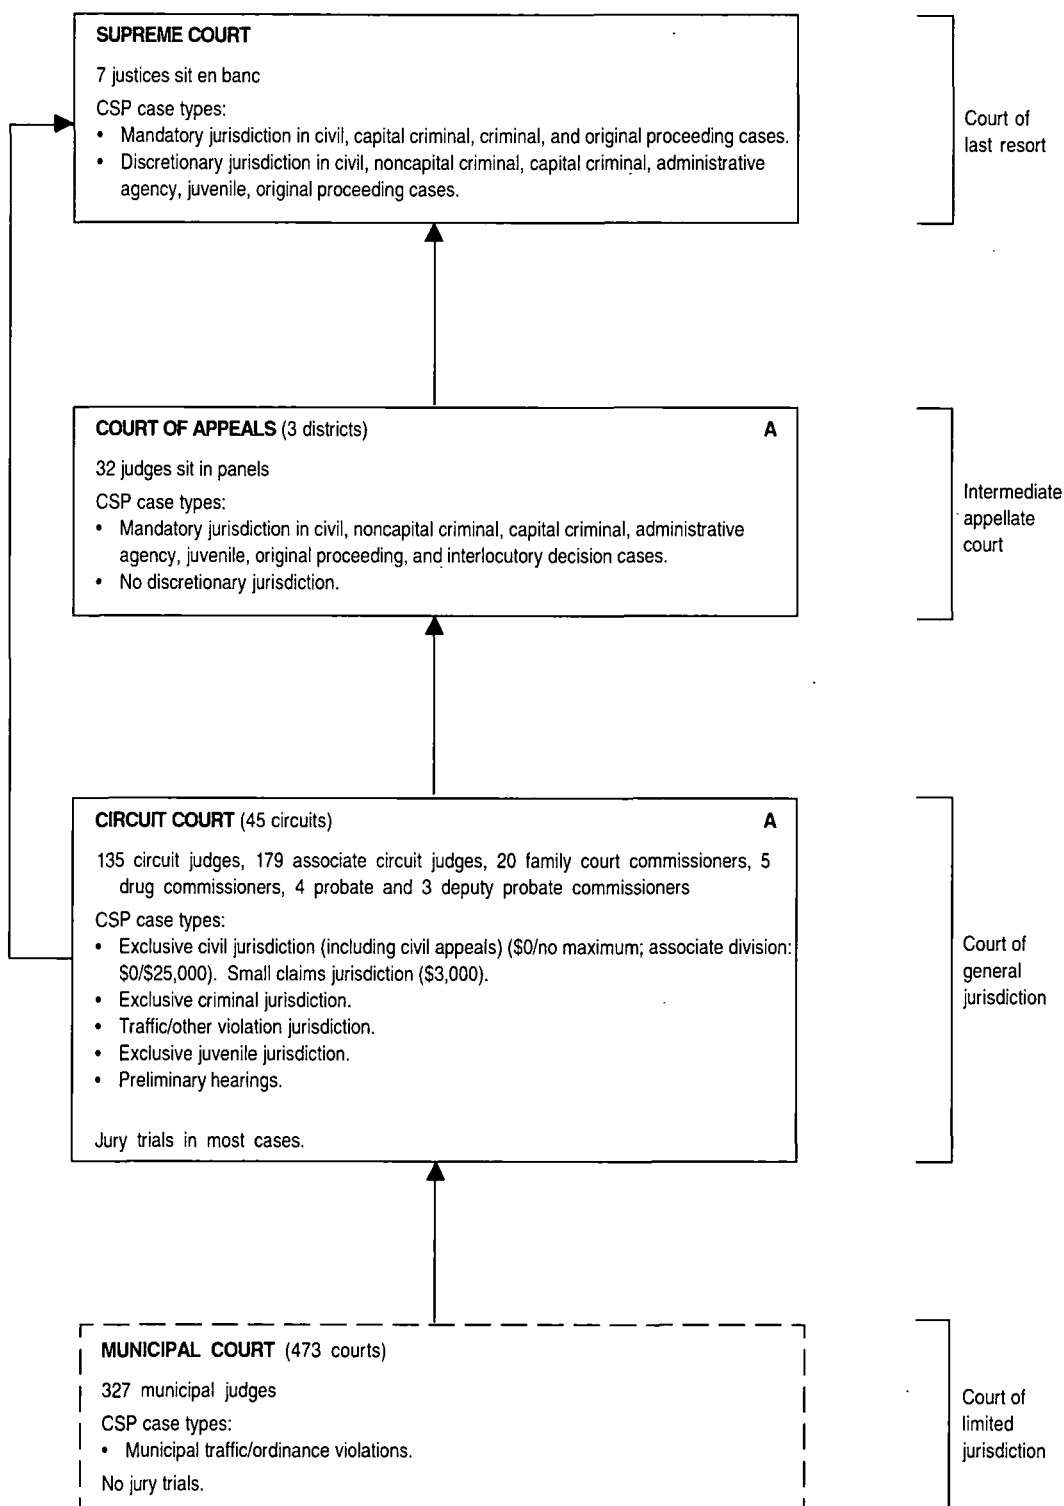 SUPREME COURT
7 justices sit en banc
CSP case types:
• Mandatory jurisdiction in civil, capital criminal, criminal, and original proceeding cases.
• Discretionary jurisdiction in civil, noncapital criminal, capital criminal, administrative
agency, juvenile, original proceeding cases.
Court of
last resort
COURT OF APPEALS (3 districts) A
32 judges sit in panels
CSP case types:
• Mandatory jurisdiction in civil, noncapital criminal, capital criminal, administrative
agency, juvenile, original proceeding, and interlocutory decision cases.
• No discretionary jurisdiction.
Intermediate
appellate
court
CIRCUIT COURT (45 circuits) A
135 circuit judges, 179 associate circuit judges, 20 family court commissioners, 5
drug commissioners, 4 probate and 3 deputy probate commissioners
CSP case types:
• Exclusive civil jurisdiction (including civil appeals) ($0/no maximum; associate division:
$0/$25,000). Small claims jurisdiction ($3,000).
• Exclusive criminal jurisdiction.
• Traffic/other violation jurisdiction.
• Exclusive juvenile jurisdiction.
• Preliminary hearings.
Jury trials in most cases.
Court of
general
jurisdiction
MUNICIPAL COURT (473 courts)
327 municipal judges
CSP case types:
• Municipal traffic/ordinance violations.
No jury trials.
Court of
limited
jurisdiction